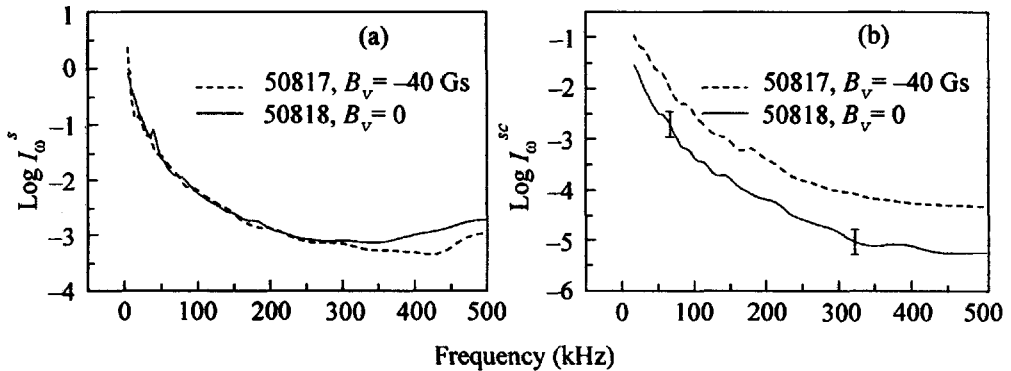 (a)
1
0
−1
−2
−3
−4
Log I_ω^s
50817, B_v = −40 Gs
50818, B_v = 0
0 100 200 300 400 500
(b)
−1
−2
−3
−4
−5
−6
Log I_ω^sc
50817, B_v = −40 Gs
50818, B_v = 0
0 100 200 300 400 500
Frequency (kHz)